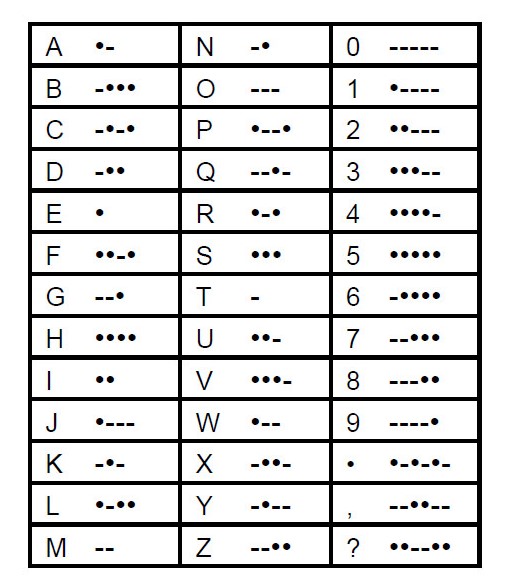 A •- N -• 0 -----
B -••• O --- 1 •----
C -•-• P •--• 2 ••---
D -•• Q --•- 3 •••--
E • R •-• 4 ••••-
F ••-• S ••• 5 •••••
G --• T - 6 -••••
H •••• U ••- 7 --•••
I •• V •••- 8 ---••
J •--- W •-- 9 ----•
K -•- X -••- • •-•-•-
L •-•• Y -•-- , --••--
M -- Z --•• ? ••--••